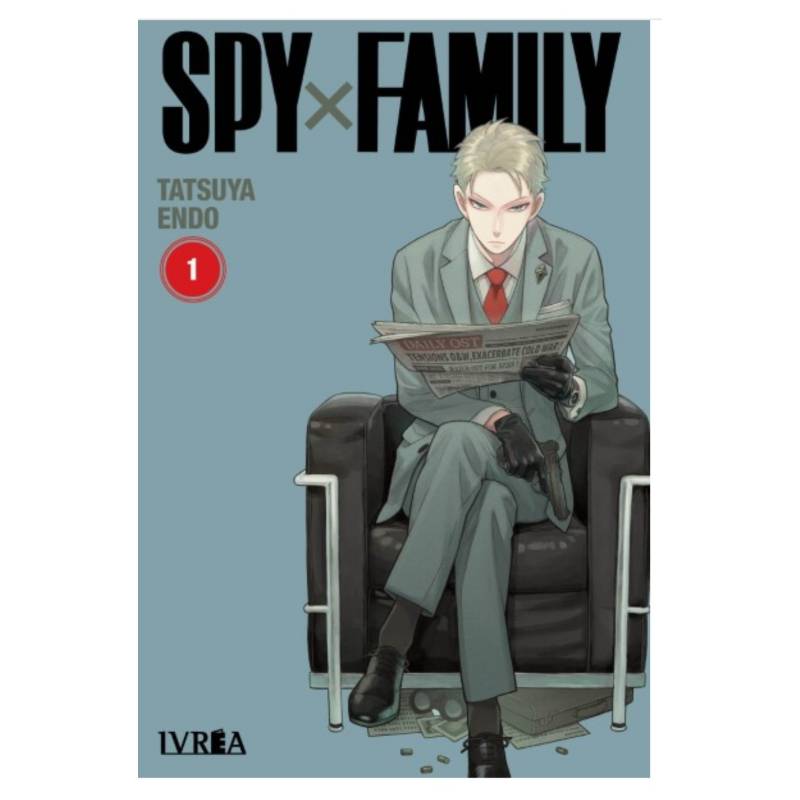 SPY×FAMILY
TATSUYA
ENDO
1
DAILY OST
TENSIONS
EXACERBATE COLD WAR
IVREA